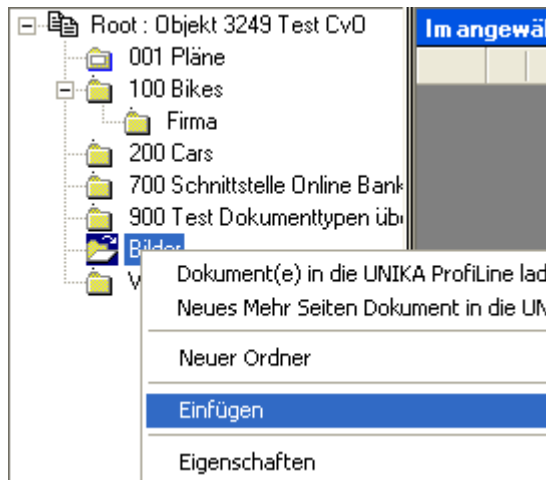 Root : Objekt 3249 Test CvO
Im angewäl
001 Pläne
100 Bikes
Firma
200 Cars
700 Schnittstelle Online Bank
900 Test Dokumenttypen üb
Bilder
V
Dokument(e) in die UNIKA ProfiLine lad
Neues Mehr Seiten Dokument in die UN
Neuer Ordner
Einfügen
Eigenschaften